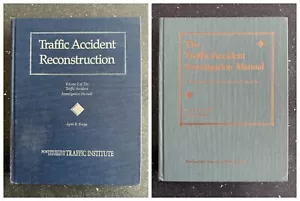 Traffic Accident
Reconstruction
Volume 2 of The
Traffic Accident
Investigation Manual
Lynn B. Fricke
NORTHWESTERN
UNIVERSITY
TRAFFIC INSTITUTE
The
Traffic Accident
Investigation Manual